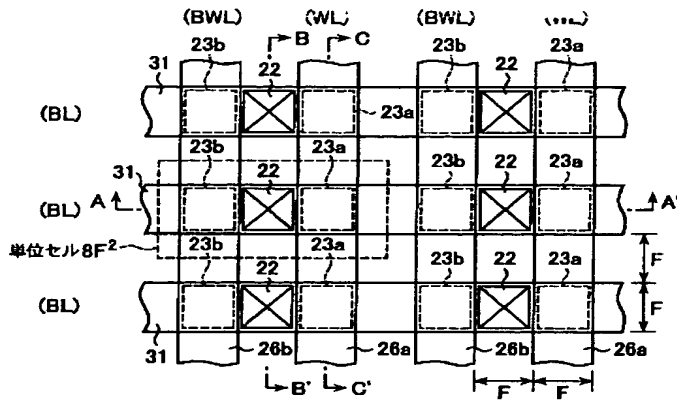 (BWL) (WL) (BWL)
B C
23b 22 23a 23b 22 23a
31
(BL) 23a
23b 22 23a 23b 22 23a
31
(BL) A A'
単位セル8F²
23b 22 23a 23b 22 23a F
(BL) F
31
26b 26a 26b 26a
B' C' F F